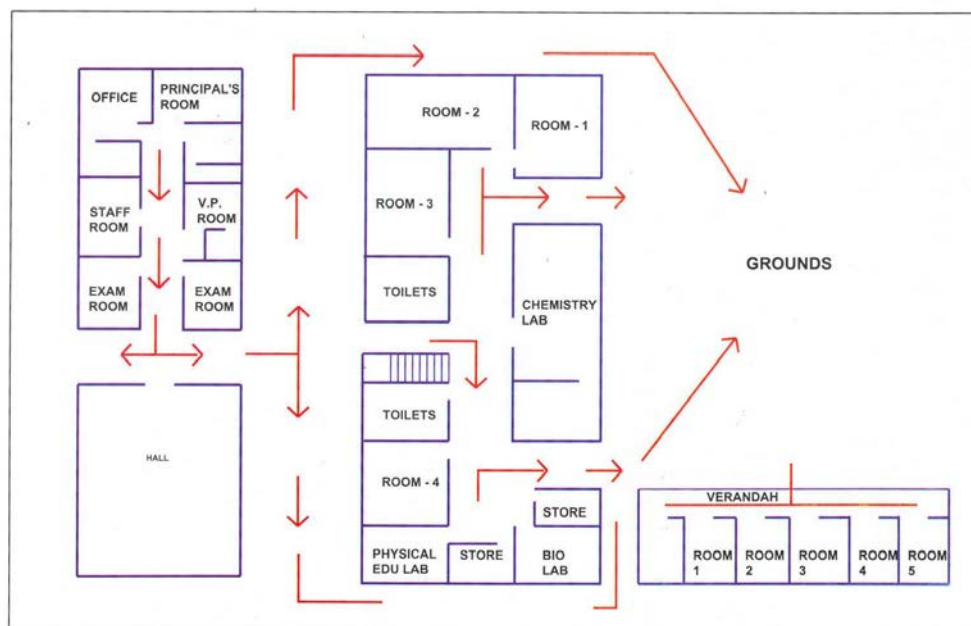 OFFICE
PRINCIPAL'S
ROOM
STAFF
ROOM
V.P.
ROOM
EXAM
ROOM
EXAM
ROOM
HALL
ROOM - 2
ROOM - 1
ROOM - 3
TOILETS
CHEMISTRY
LAB
TOILETS
ROOM - 4
STORE
PHYSICAL
EDU LAB
STORE
BIO
LAB
GROUNDS
VERANDAH
ROOM
1
ROOM
2
ROOM
3
ROOM
4
ROOM
5